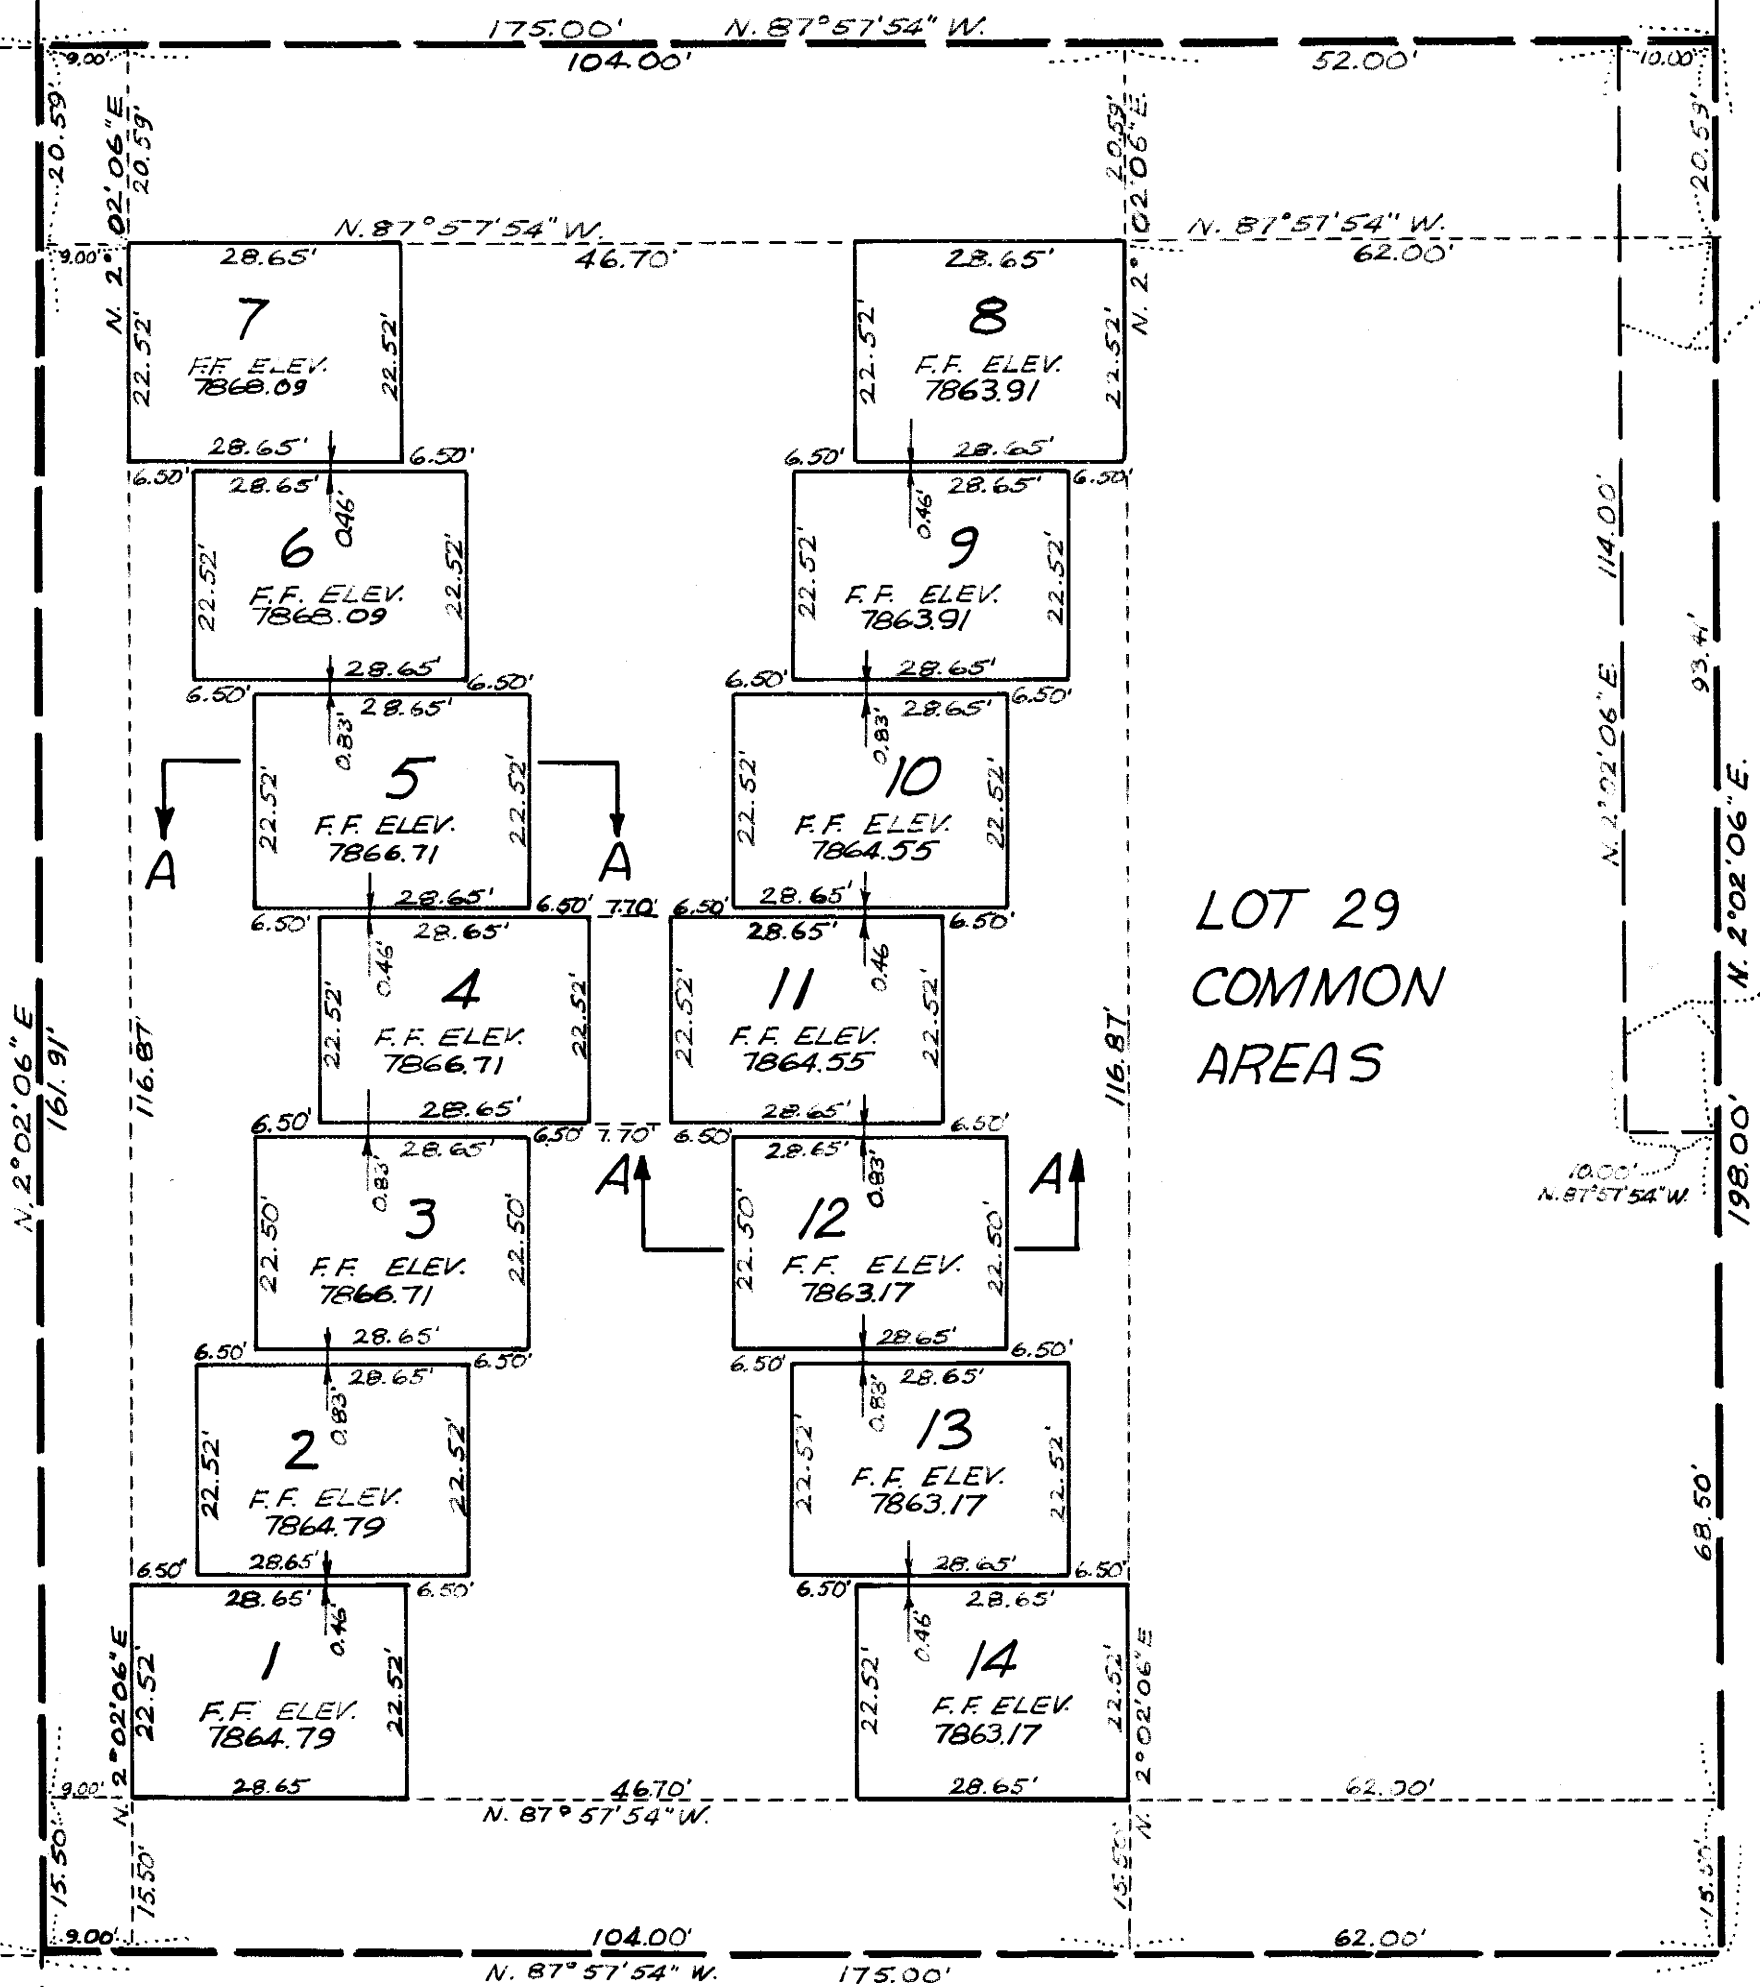 175.00' N. 87°57'54" W.
9.00' 104.00' 52.00' 10.00'
20.59' N. 2° 02' 06" E 20.59' 20.59' N. 2° 02' 06" E. 20.59'
N. 87°57'54" W. N. 87°57'54" W.
9.00' 28.65' 46.70' 28.65' 62.00'
7 8
22.52' 22.52' 22.52' 22.52'
F.F. ELEV. F.F. ELEV.
7868.09 7863.91
28.65' 6.50' 6.50' 28.65'
6.50' 28.65' 28.65' 6.50'
0.46' 0.46'
6 9
22.52' 22.52' 22.52' 22.52'
F.F. ELEV. F.F. ELEV.
7868.09 7863.91
114.00'
N. 2°02'06" E.
93.41'
28.65' 28.65'
6.50' 6.50' 6.50' 6.50'
28.65' 28.65'
0.83' 0.83'
5 10
22.52' 22.52' 22.52' 22.52'
F.F. ELEV. F.F. ELEV.
7866.71 7864.55
A A
N. 2°02'06" E.
198.00'
28.65' 6.50' 7.70' 6.50' 28.65'
6.50' 28.65' 28.65' 6.50'
0.46' 0.46
LOT 29
COMMON
AREAS
4 11
22.52' 22.52' 22.52' 22.52'
F.F. ELEV. F.F. ELEV.
7866.71 7864.55
N. 2°02'06" E
161.91'
116.87' 116.87'
28.65' 28.65'
6.50' 6.50' 7.70' 6.50' 6.50'
28.65' 28.65'
0.83' 0.83'
A A
10.00'
N. 87°57'54" W.
3 12
22.50' 22.50' 22.50' 22.50'
F.F. ELEV. F.F. ELEV.
7866.71 7863.17
28.65' 28.65'
6.50' 6.50' 6.50' 6.50'
28.65' 28.65'
0.83' 0.83'
2 13
22.52' 22.52' 22.52' 22.52'
F.F. ELEV. F.F. ELEV.
7864.79 7863.17
68.50'
28.65' 28.65'
6.50' 6.50' 6.50' 6.50'
28.65' 28.65'
0.46' 0.46'
1 14
N. 2°02'06" E 22.52' 22.52' 22.52' 22.52' N. 2°02'06" E
F.F. ELEV. F.F. ELEV.
7864.79 7863.17
9.00' 28.65 46.70' 28.65' 62.00'
N. 87°57'54" W.
15.50' 15.50' 15.50' 15.50'
9.00' 104.00' 62.00'
N. 87°57'54" W. 175.00'